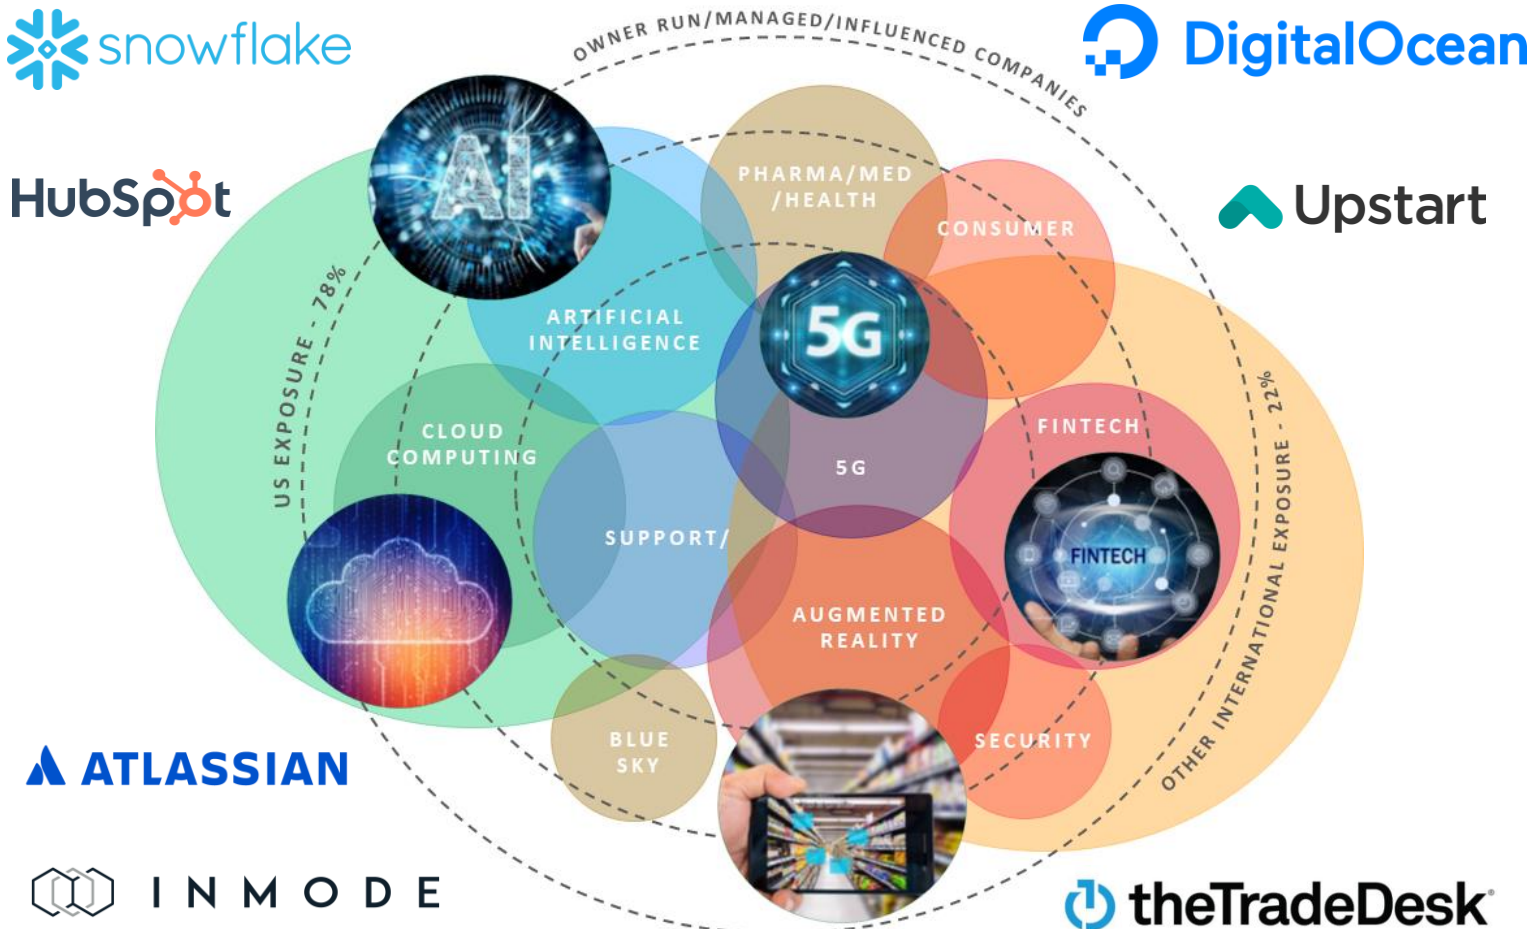 snowflake
OWNER RUN/MANAGED/INFLUENCED COMPANIES
DigitalOcean
HubSpot
AI
PHARMA/MED
/HEALTH
CONSUMER
Upstart
US EXPOSURE - 78%
ARTIFICIAL
INTELLIGENCE
5G
CLOUD
COMPUTING
5G
FINTECH
SUPPORT/
FINTECH
OTHER INTERNATIONAL EXPOSURE - 22%
AUGMENTED
REALITY
BLUE
SKY
SECURITY
ATLASSIAN
INMODE
theTradeDesk